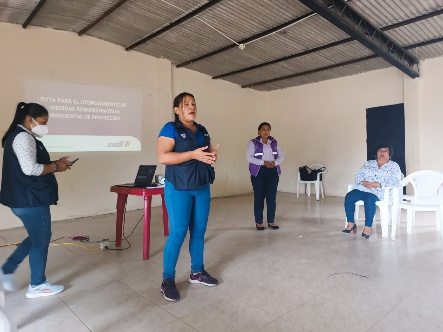 RUTA PARA EL OTORGAMIENTO DE
MEDIDAS ADMINISTRATIVAS
INMEDIATAS DE PROTECCIÓN